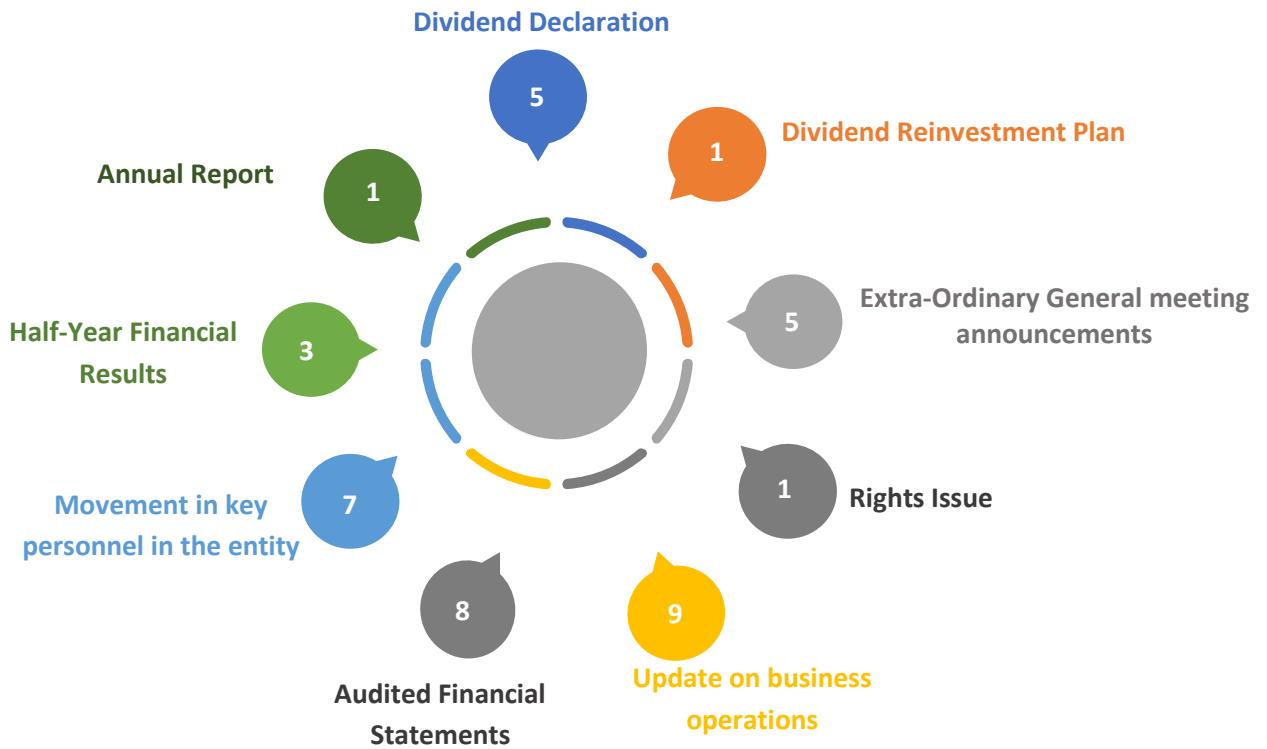 Dividend Declaration
5
1
Dividend Reinvestment Plan
Annual Report
1
5
Extra-Ordinary General meeting
announcements
Half-Year Financial
Results
3
1
Rights Issue
Movement in key
personnel in the entity
7
8
9
Audited Financial
Statements
Update on business
operations